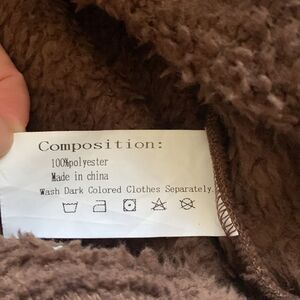 Composition:
100%polyester
Made in china
Wash Dark Colored Clothes Separately.